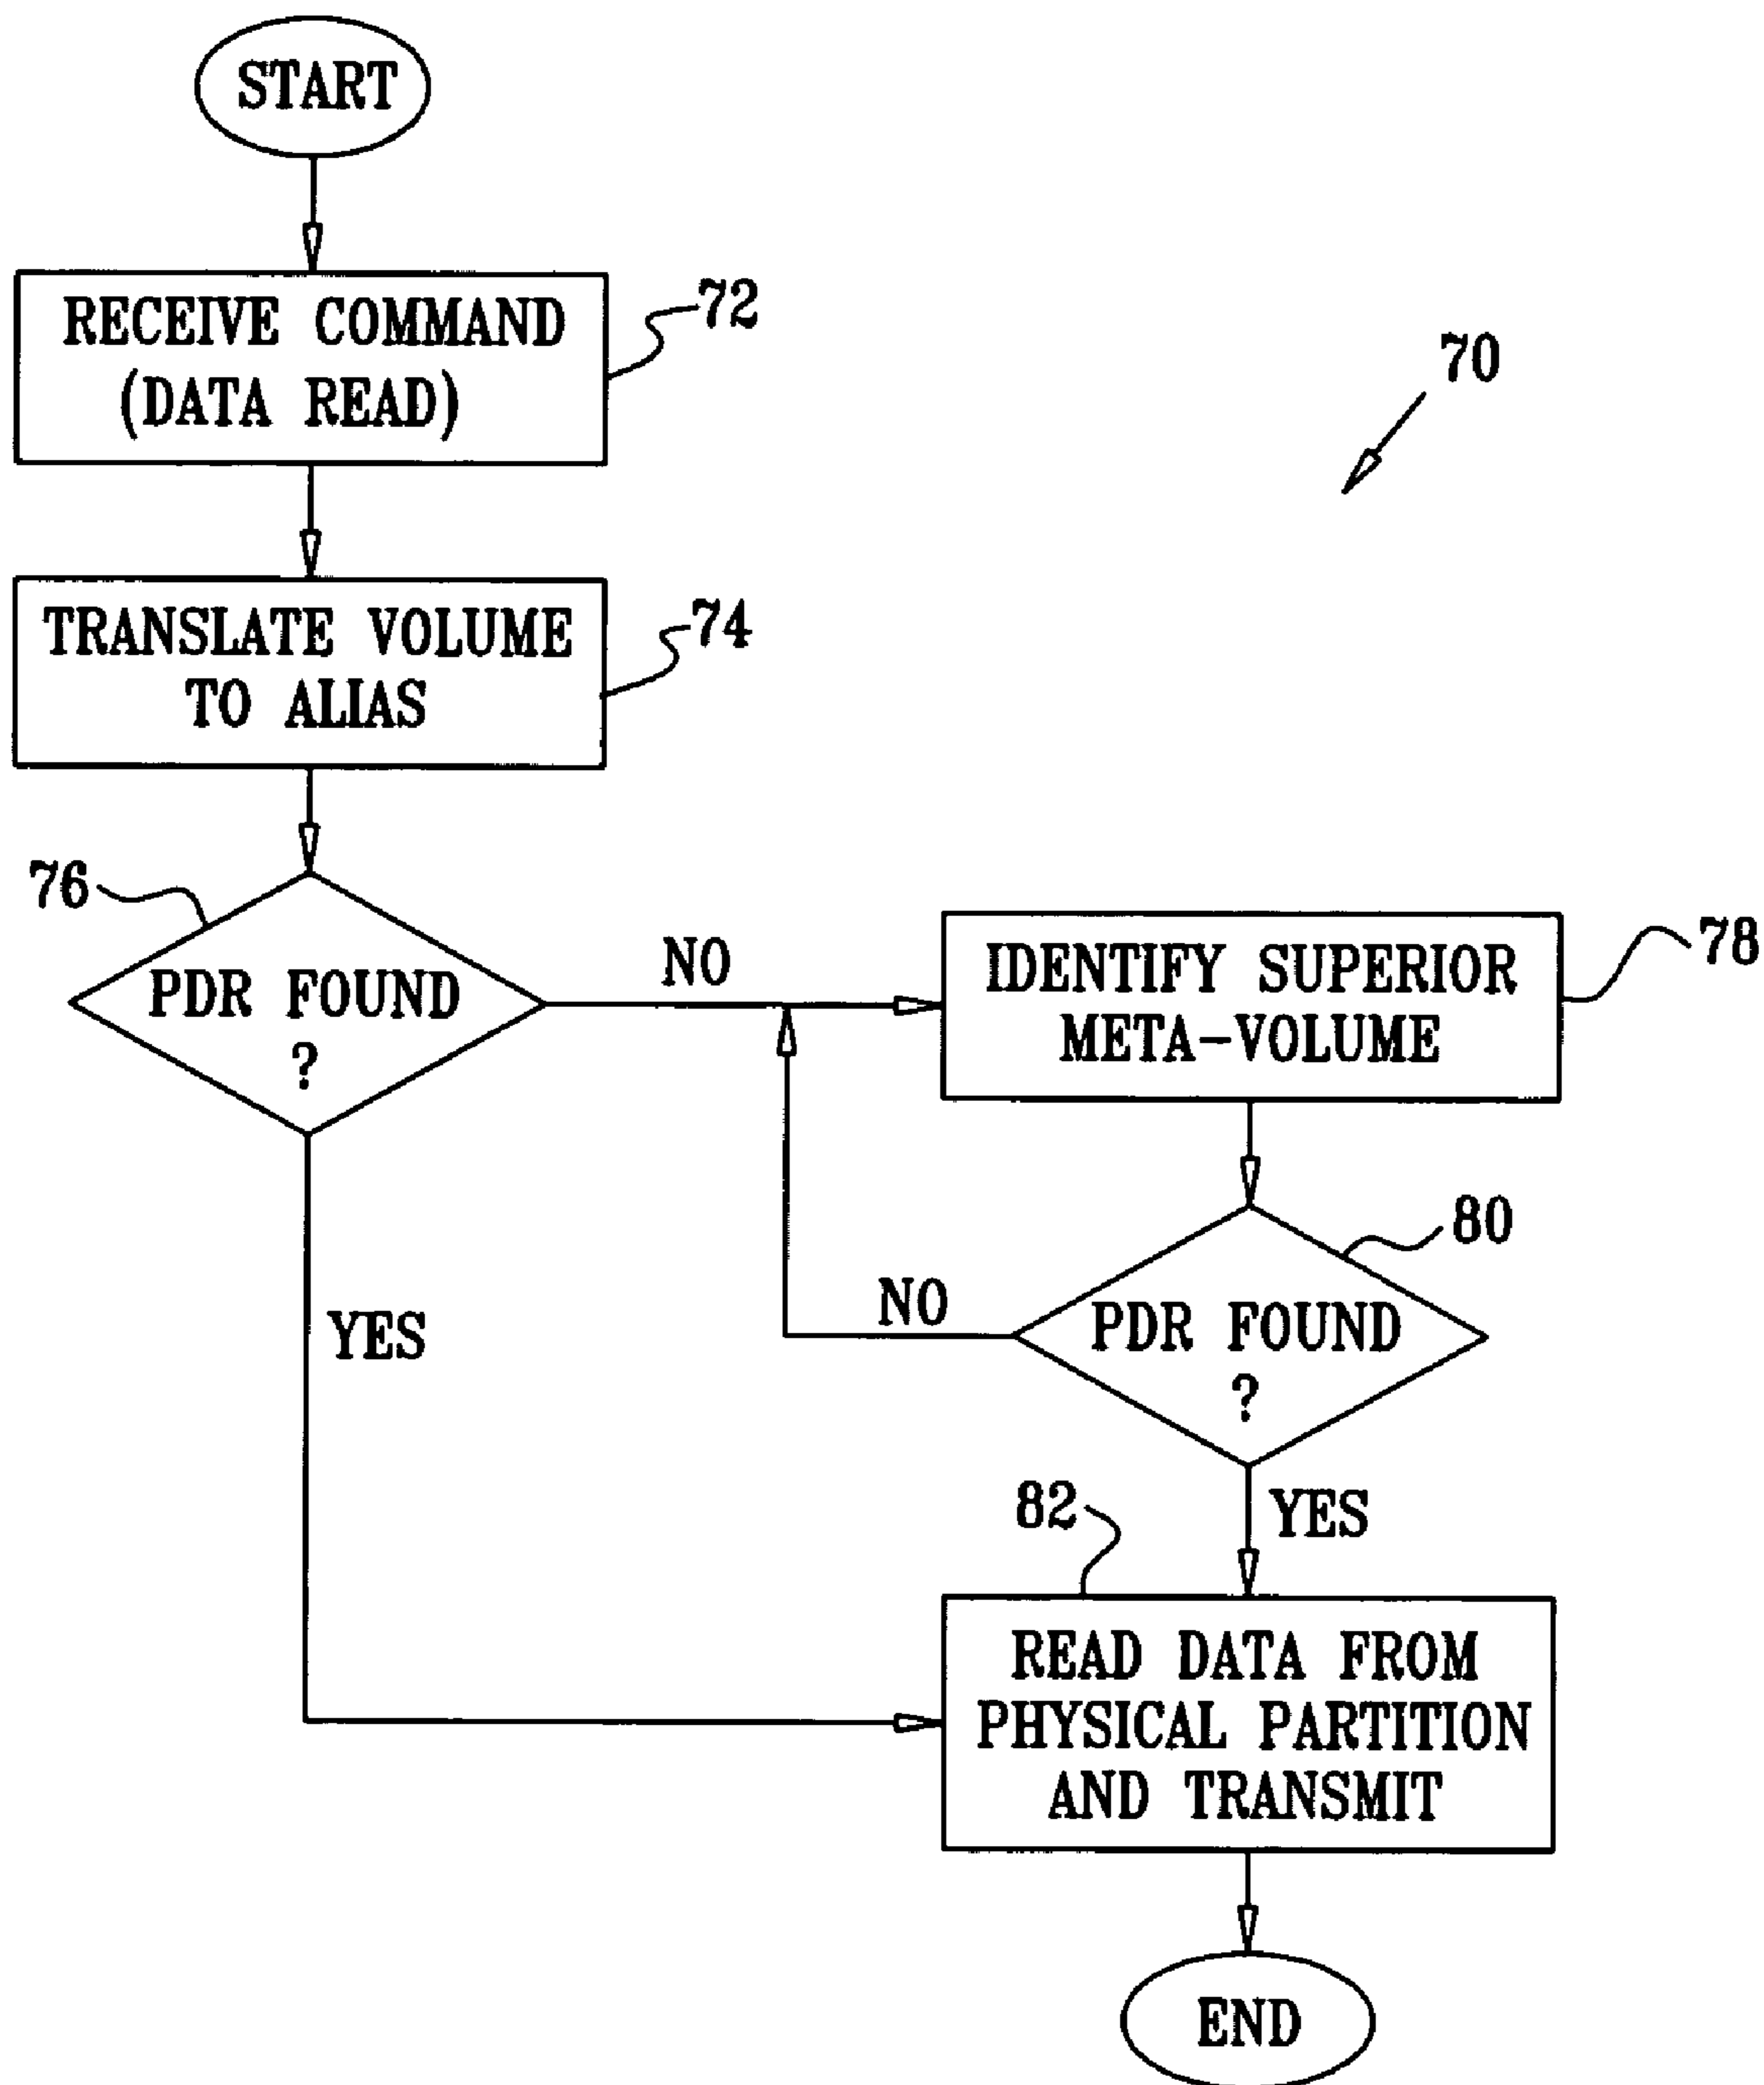 START
RECEIVE COMMAND
(DATA READ)
72
70
TRANSLATE VOLUME
TO ALIAS
74
76
PDR FOUND
?
NO
IDENTIFY SUPERIOR
META-VOLUME
78
80
PDR FOUND
?
NO
YES
YES
82
READ DATA FROM
PHYSICAL PARTITION
AND TRANSMIT
END